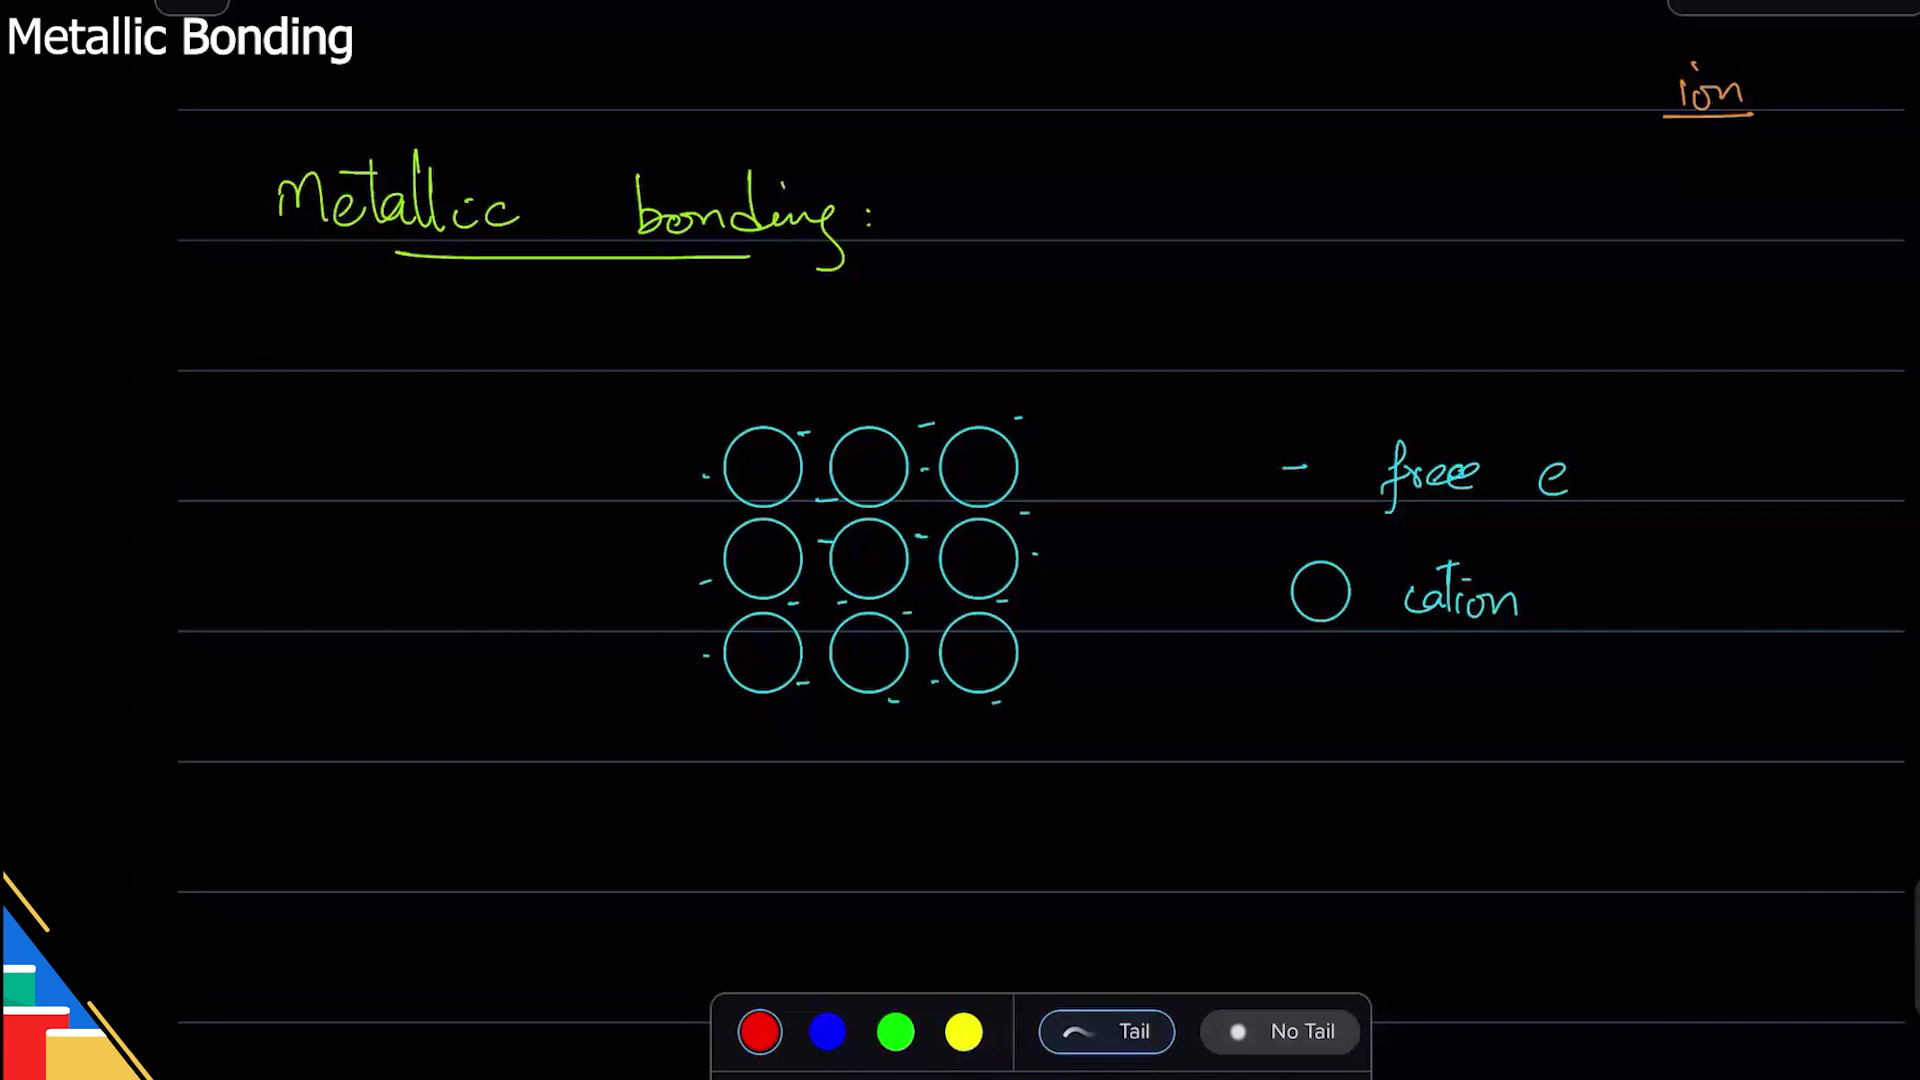 Metallic Bonding
ion
Metallic bonding:
- free e
cation
Tail
No Tail